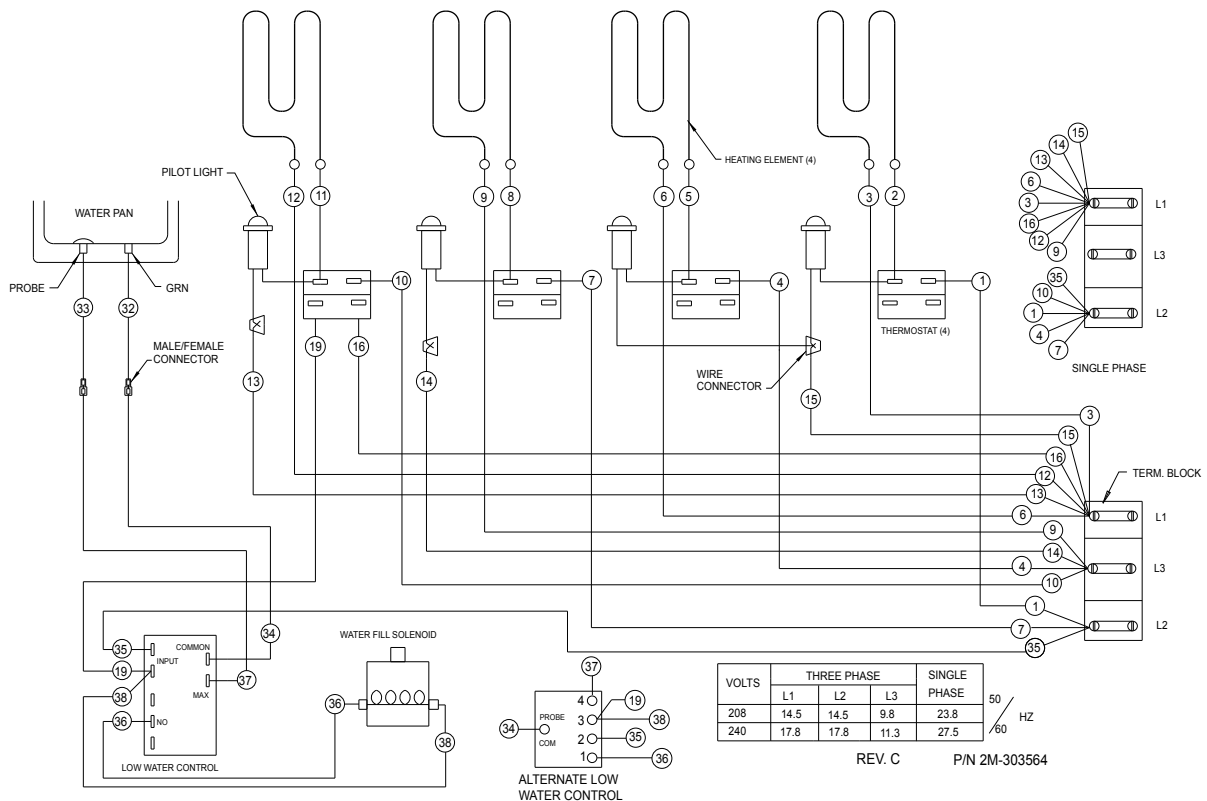 PILOT LIGHT
HEATING ELEMENT (4)
12
11
9
8
6
5
3
2
WATER PAN
PROBE
GRN
33
32
MALE/FEMALE
CONNECTOR
10
7
4
1
19
16
THERMOSTAT (4)
WIRE
CONNECTOR
13
14
15
15
14
13
6
3
16
12
9
L1
L3
35
10
1
4
7
L2
SINGLE PHASE
3
15
16
12
13
6
TERM. BLOCK
L1
9
14
4
10
L3
1
7
35
L2
34
37
35
19
38
36
COMMON
INPUT
MAX
NO
LOW WATER CONTROL
WATER FILL SOLENOID
36
38
37
4
19
3
38
PROBE
34
COM
2
35
1
36
ALTERNATE LOW
WATER CONTROL
VOLTS THREE PHASE SINGLE PHASE
L1 L2 L3
208 14.5 14.5 9.8 23.8
240 17.8 17.8 11.3 27.5
50/60 HZ
REV. C P/N 2M-303564